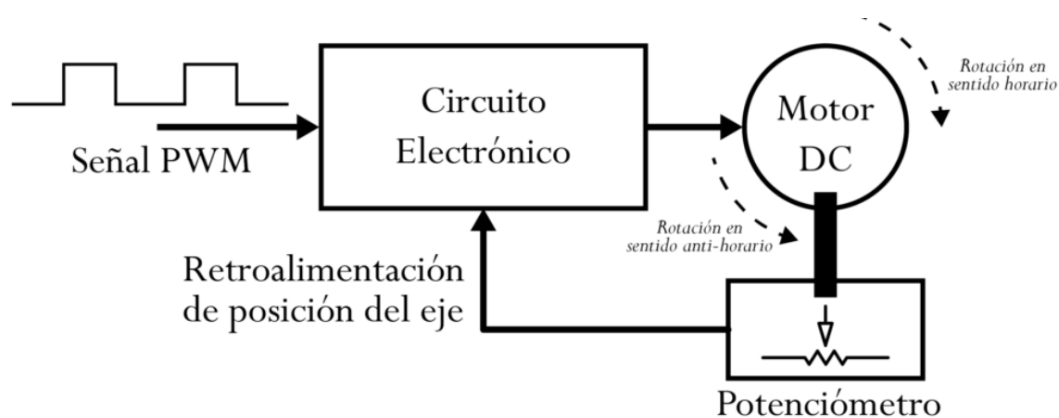 Señal PWM
Circuito
Electrónico
Motor
DC
Rotación en
sentido horario
Rotación en
sentido anti-horario
Retroalimentación
de posición del eje
Potenciómetro